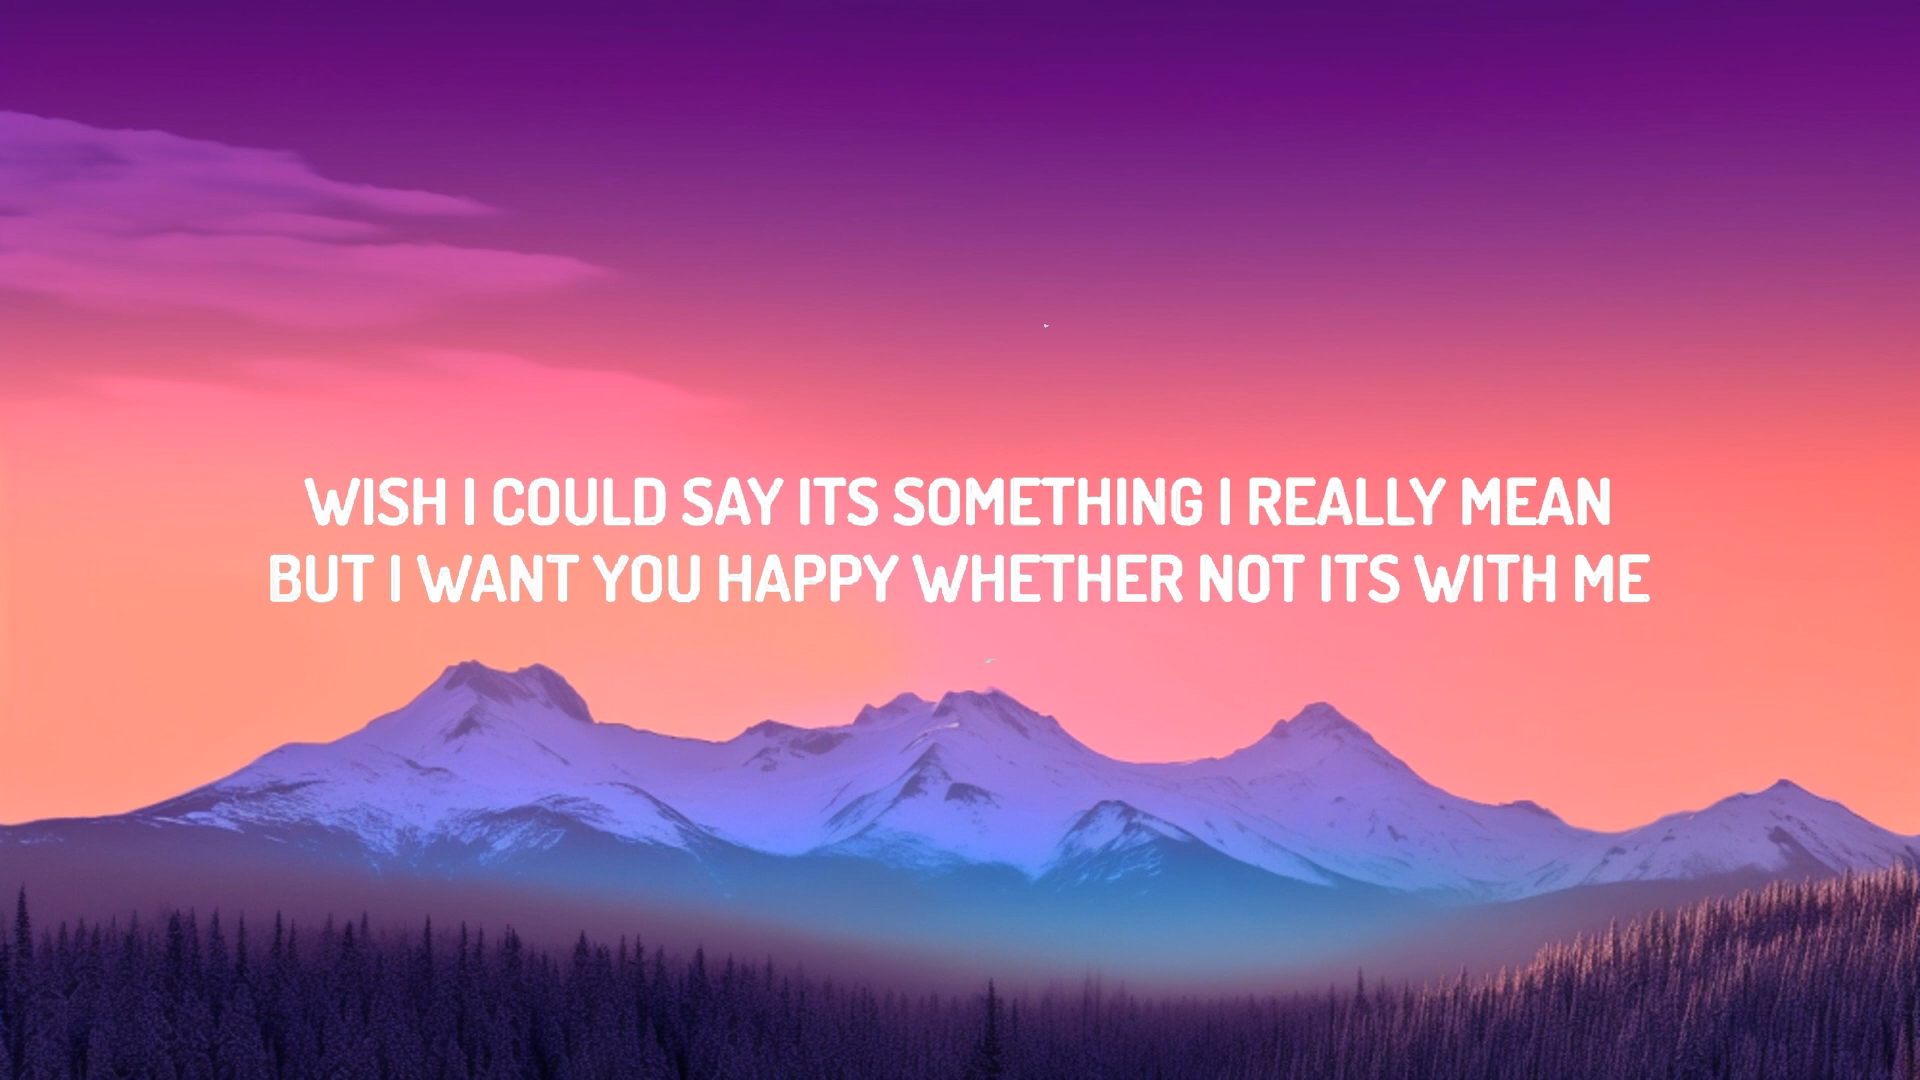 WISH I COULD SAY ITS SOMETHING I REALLY MEAN
BUT I WANT YOU HAPPY WHETHER NOT ITS WITH ME